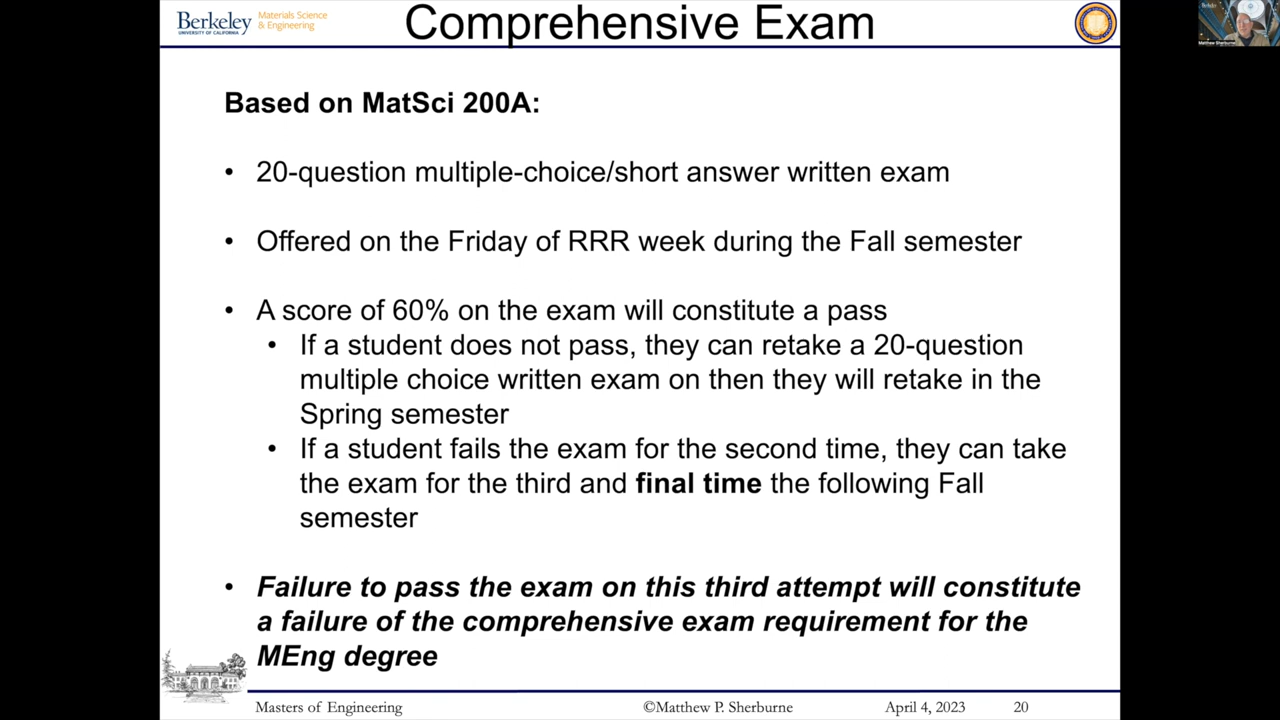 Berkeley
UNIVERSITY OF CALIFORNIA
Materials Science
& Engineering
Comprehensive Exam
Matthew Sherburne
Based on MatSci 200A:
• 20-question multiple-choice/short answer written exam
• Offered on the Friday of RRR week during the Fall semester
• A score of 60% on the exam will constitute a pass
• If a student does not pass, they can retake a 20-question
multiple choice written exam on then they will retake in the
Spring semester
• If a student fails the exam for the second time, they can take
the exam for the third and final time the following Fall
semester
• Failure to pass the exam on this third attempt will constitute
a failure of the comprehensive exam requirement for the
MEng degree
Masters of Engineering
©Matthew P. Sherburne
April 4, 2023
20